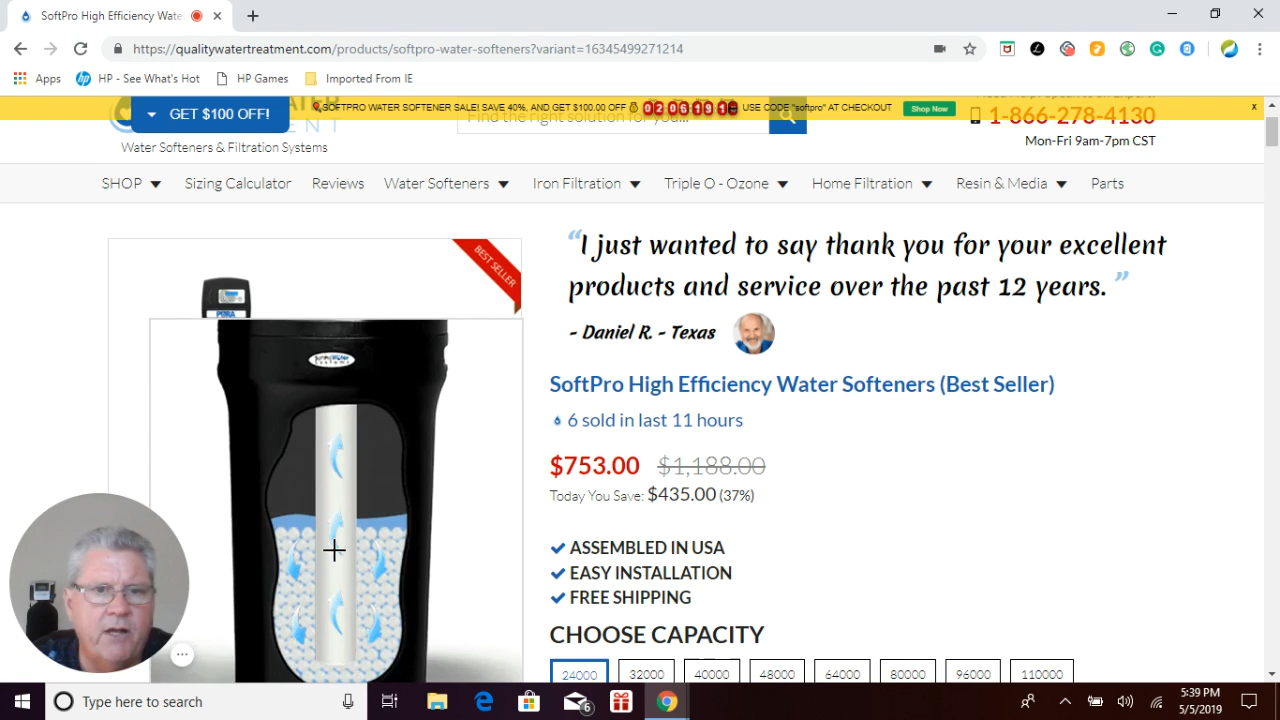 SoftPro High Efficiency Wate
https://qualitywatertreatment.com/products/softpro-water-softeners?variant=16345499271214
Apps
HP - See What's Hot
HP Games
Imported From IE
GET $100 OFF!
SOFTPRO WATER SOFTENER SALE! SAVE 40%, AND GET $100.00 OFF
USE CODE "softpro" AT CHECKOUT
Shop Now
x
Find the right solution for you...
1-866-278-4130
Water Softeners & Filtration Systems
Mon-Fri 9am-7pm CST
SHOP
Sizing Calculator
Reviews
Water Softeners
Iron Filtration
Triple O - Ozone
Home Filtration
Resin & Media
Parts
BEST SELLER
“I just wanted to say thank you for your excellent
products and service over the past 12 years. ”
- Daniel R. - Texas
SoftPro High Efficiency Water Softeners (Best Seller)
6 sold in last 11 hours
$753.00 $1,188.00
Today You Save: $435.00 (37%)
ASSEMBLED IN USA
EASY INSTALLATION
FREE SHIPPING
CHOOSE CAPACITY
24000
32000
40000
48000
64000
80000
96000
110000
Type here to search
6
5:39 PM
5/5/2019